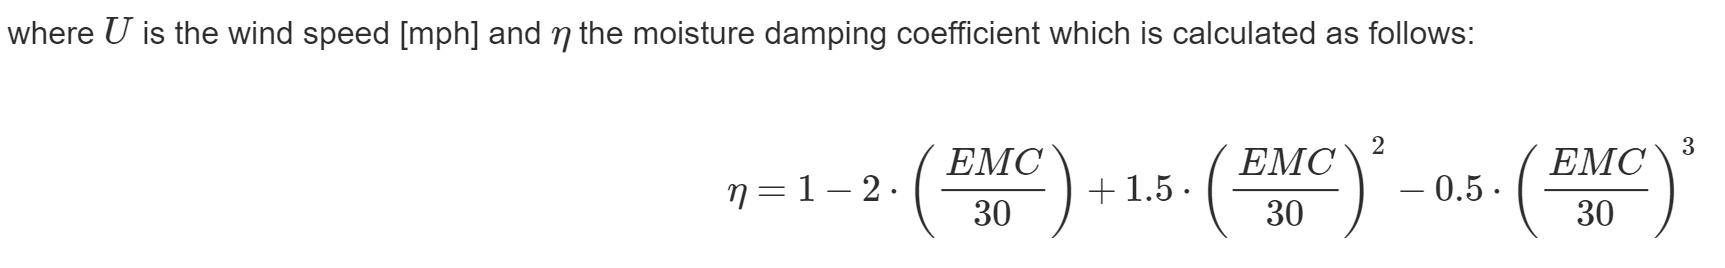 where U is the wind speed [mph] and η the moisture damping coefficient which is calculated as follows:
η = 1 − 2 · (EMC/30) + 1.5 · (EMC/30)² − 0.5 · (EMC/30)³